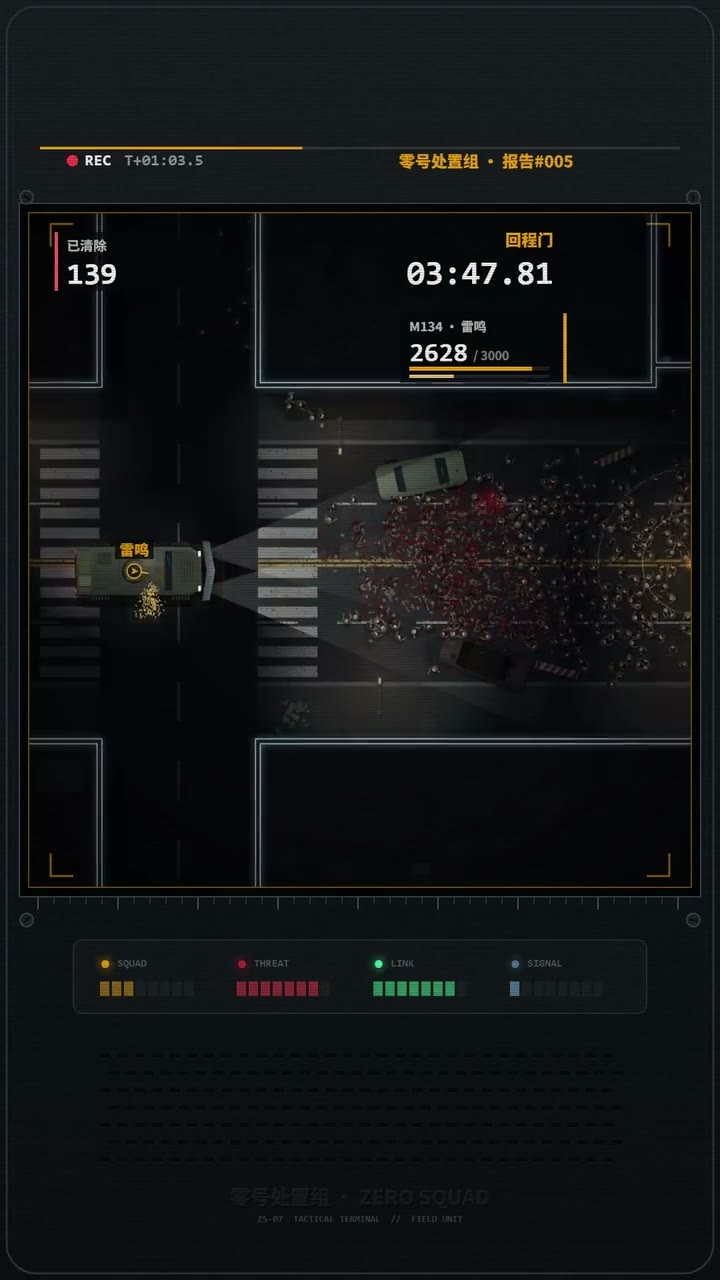 REC T+01:03.5
零号处置组 · 报告#005
已清除
139
回程门
03:47.81
M134 · 雷鸣
2628 / 3000
雷鸣
SQUAD
THREAT
LINK
SIGNAL
零号处置组 · ZERO SQUAD
ZS-07 TACTICAL TERMINAL // FIELD UNIT